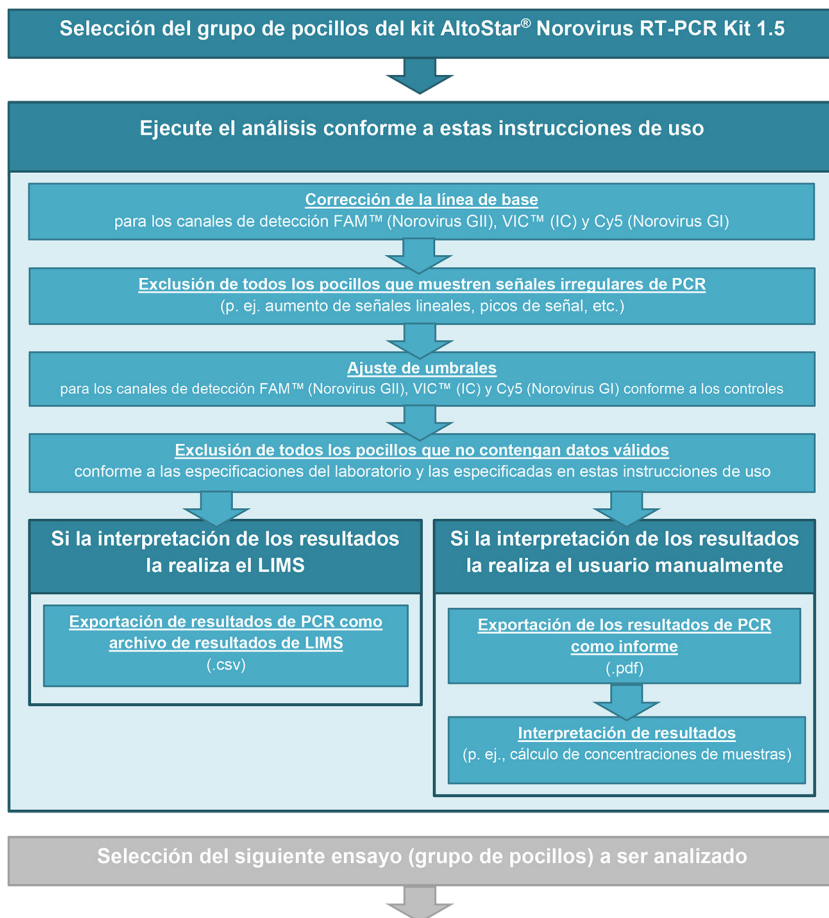 Selección del grupo de pocillos del kit AltoStar® Norovirus RT-PCR Kit 1.5
Ejecute el análisis conforme a estas instrucciones de uso
Corrección de la línea de base
para los canales de detección FAM™ (Norovirus GII), VIC™ (IC) y Cy5 (Norovirus GI)
Exclusión de todos los pocillos que muestren señales irregulares de PCR
(p. ej. aumento de señales lineales, picos de señal, etc.)
Ajuste de umbrales
para los canales de detección FAM™ (Norovirus GII), VIC™ (IC) y Cy5 (Norovirus GI) conforme a los controles
Exclusión de todos los pocillos que no contengan datos válidos
conforme a las especificaciones del laboratorio y las especificadas en estas instrucciones de uso
Si la interpretación de los resultados
la realiza el LIMS
Exportación de resultados de PCR como
archivo de resultados de LIMS
(.csv)
Si la interpretación de los resultados
la realiza el usuario manualmente
Exportación de los resultados de PCR
como informe
(.pdf)
Interpretación de resultados
(p. ej., cálculo de concentraciones de muestras)
Selección del siguiente ensayo (grupo de pocillos) a ser analizado